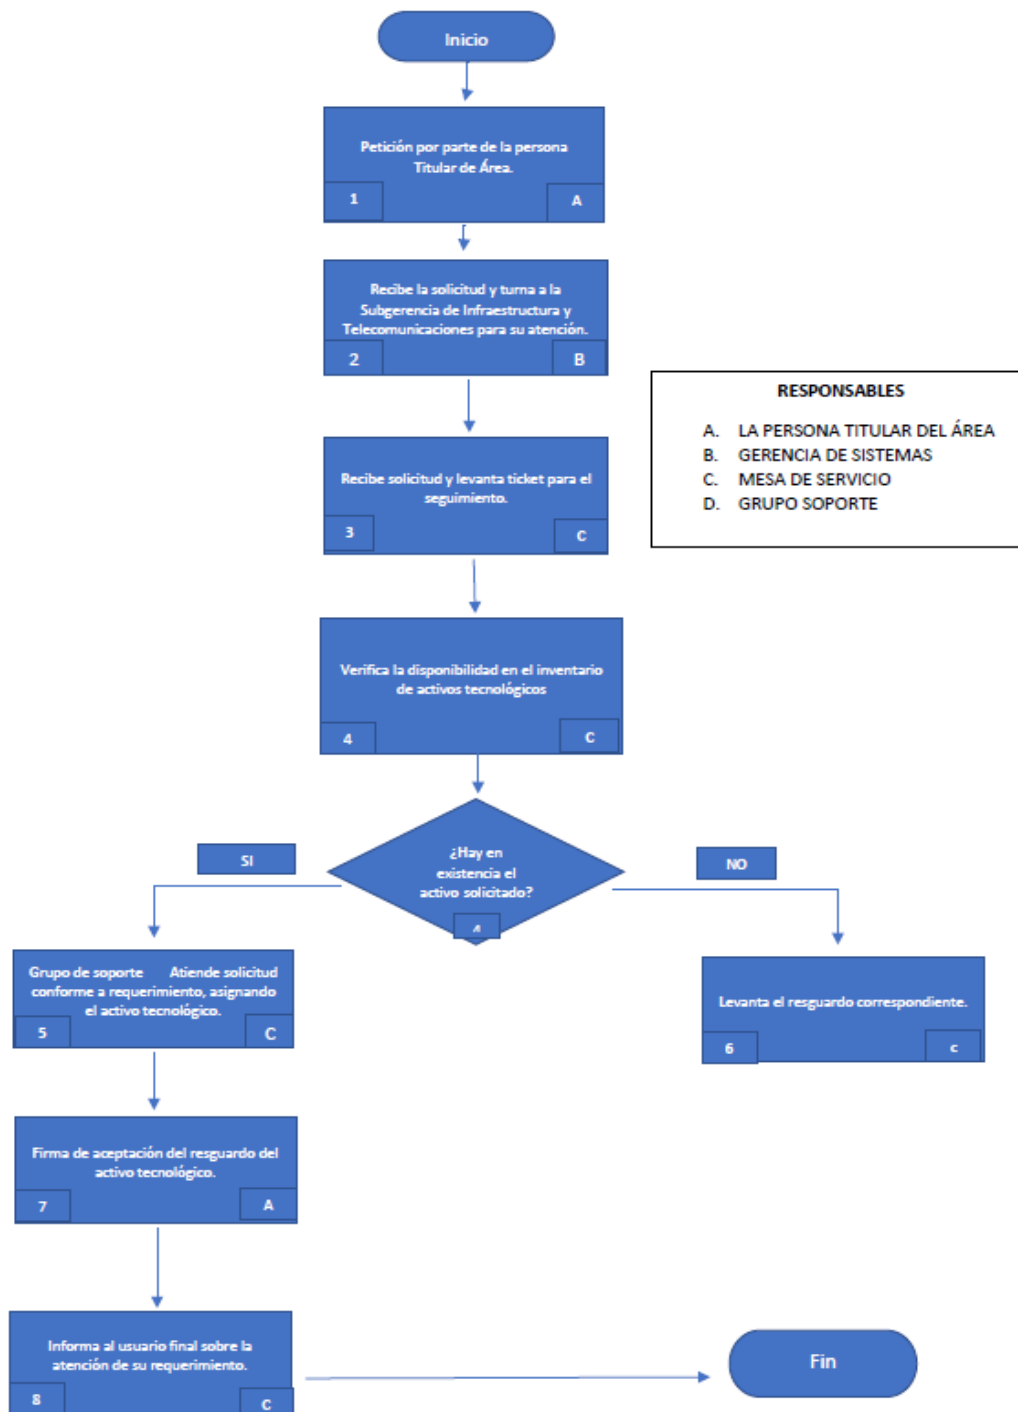 Inicio
Petición por parte de la persona
Titular de Área.
1
A
Recibe la solicitud y turna a la
Subgerencia de Infraestructura y
Telecomunicaciones para su atención.
2
B
RESPONSABLES
A. LA PERSONA TITULAR DEL ÁREA
B. GERENCIA DE SISTEMAS
C. MESA DE SERVICIO
D. GRUPO SOPORTE
Recibe solicitud y levanta ticket para el
seguimiento.
3
C
Verifica la disponibilidad en el inventario
de activos tecnológicos
4
C
¿Hay en
existencia el
activo solicitado?
SI
NO
Grupo de soporte Atiende solicitud
conforme a requerimiento, asignando
el activo tecnológico.
5
C
Levanta el resguardo correspondiente.
6
c
Firma de aceptación del resguardo del
activo tecnológico.
7
A
Informa al usuario final sobre la
atención de su requerimiento.
8
C
Fin